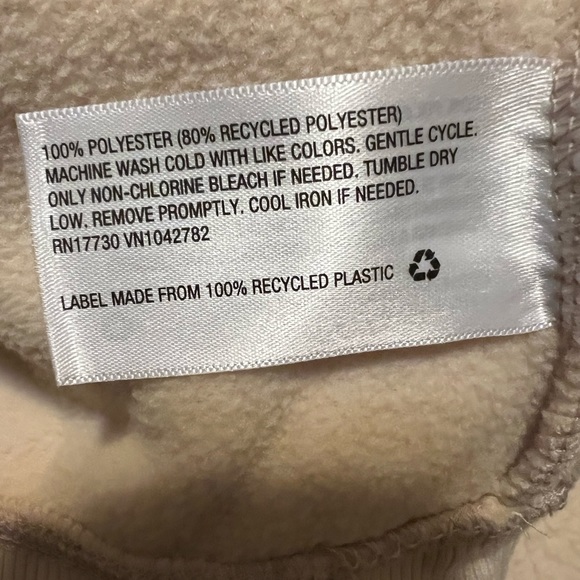 100% POLYESTER (80% RECYCLED POLYESTER)
MACHINE WASH COLD WITH LIKE COLORS. GENTLE CYCLE.
ONLY NON-CHLORINE BLEACH IF NEEDED. TUMBLE DRY
LOW. REMOVE PROMPTLY. COOL IRON IF NEEDED.
RN17730 VN1042782
LABEL MADE FROM 100% RECYCLED PLASTIC